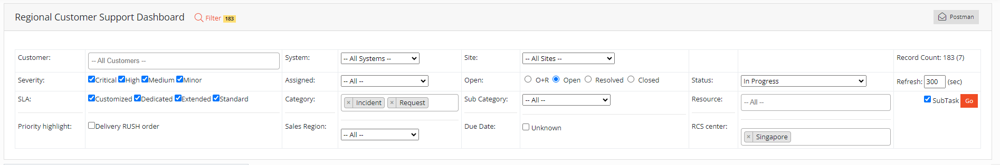 Regional Customer Support Dashboard Filter 183 Postman
Customer: -- All Customers -- System: -- All Systems -- Site: -- All Sites -- Record Count: 183 (7)
Severity: Critical High Medium Minor Assigned: -- All -- Open: O+R Open Resolved Closed Status: In Progress Refresh: 300 (sec)
SLA: Customized Dedicated Extended Standard Category: × Incident × Request Sub Category: -- All -- Resource: -- All -- SubTask Go
Priority highlight: Delivery RUSH order Sales Region: -- All -- Due Date: Unknown RCS center: × Singapore